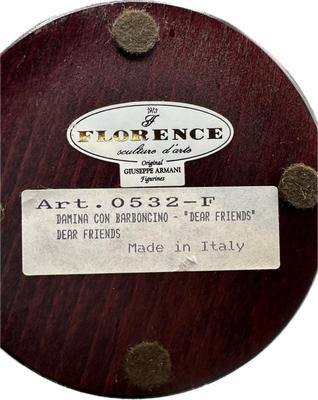 1973
FLORENCE
sculture d'arte
Original
GIUSEPPE ARMANI
Figurines
Art.0532-F
DAMINA CON BARBONCINO - "DEAR FRIENDS"
DEAR FRIENDS
Made in Italy